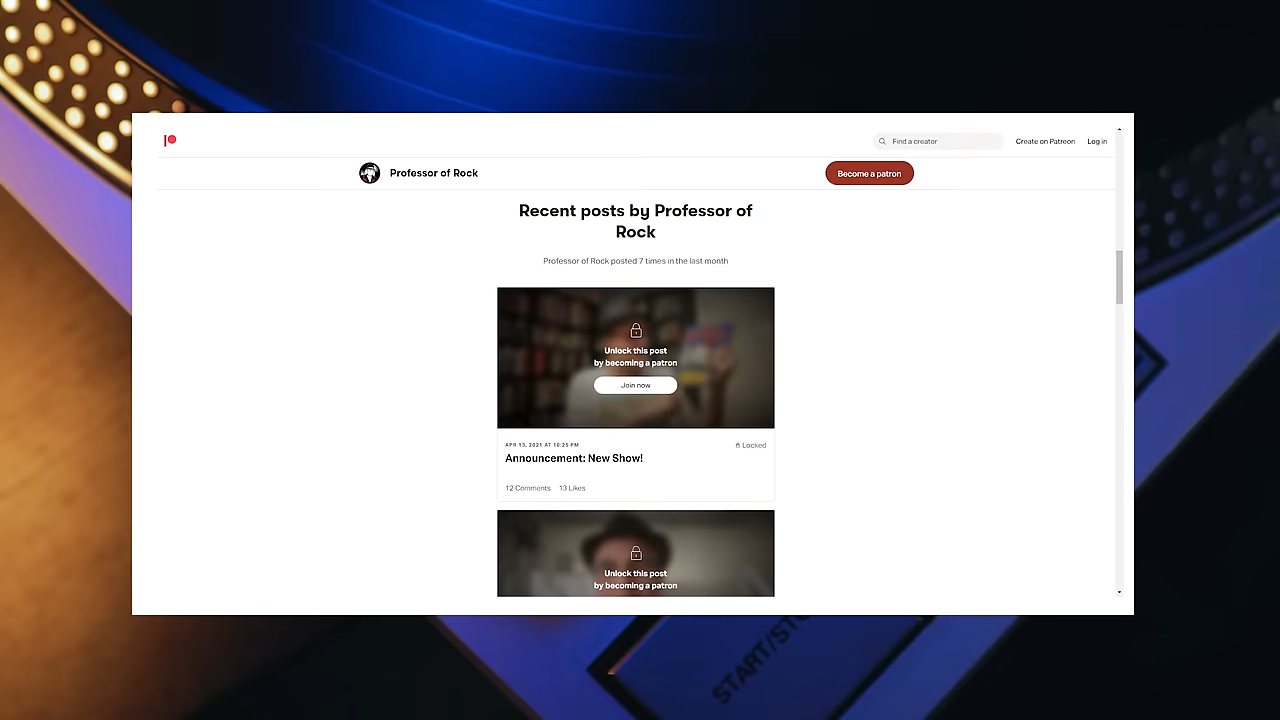 Find a creator
Create on Patreon
Log in
Professor of Rock
Become a patron
Recent posts by Professor of
Rock
Professor of Rock posted 7 times in the last month
Unlock this post
by becoming a patron
Join now
APR 13, 2021 AT 10:25 PM
Locked
Announcement: New Show!
12 Comments
13 Likes
Unlock this post
by becoming a patron
START/STO